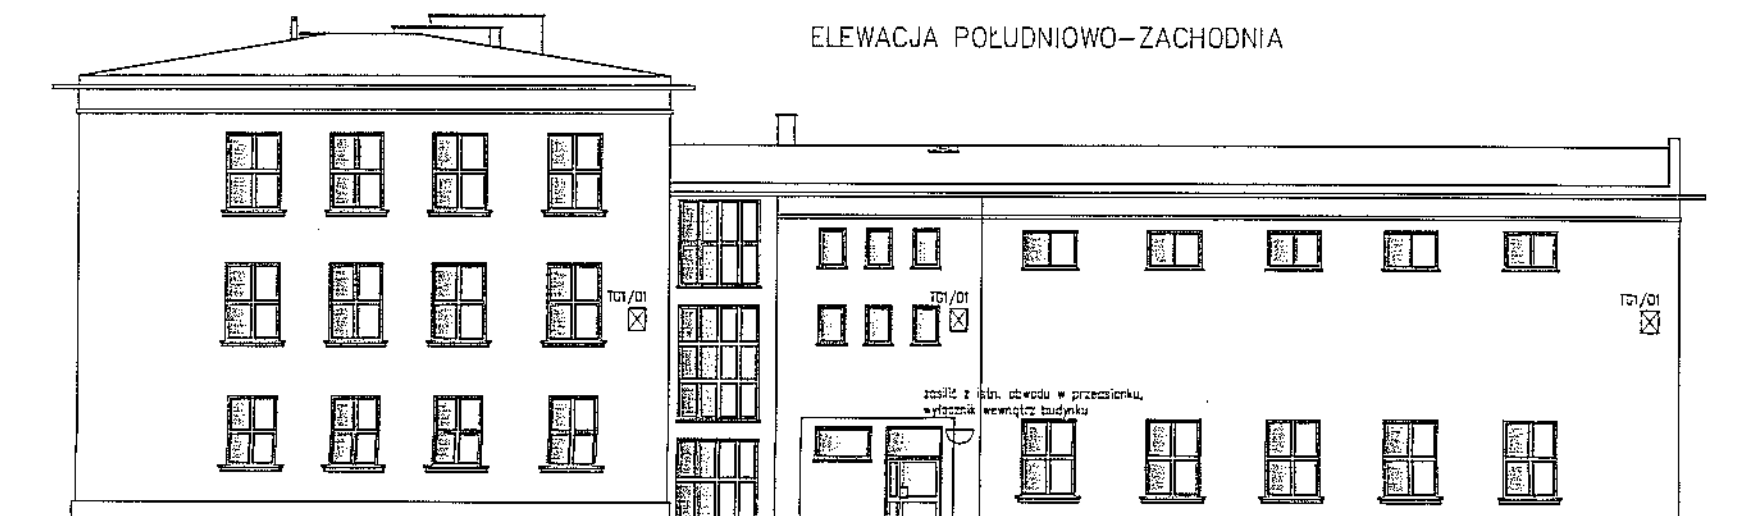 ELEWACJA POŁUDNIOWO-ZACHODNIA
TG1/01
TG1/01
TG1/01
zasilić z istn. obwodu w przedsionku,
wyłącznik wewnątrz budynku